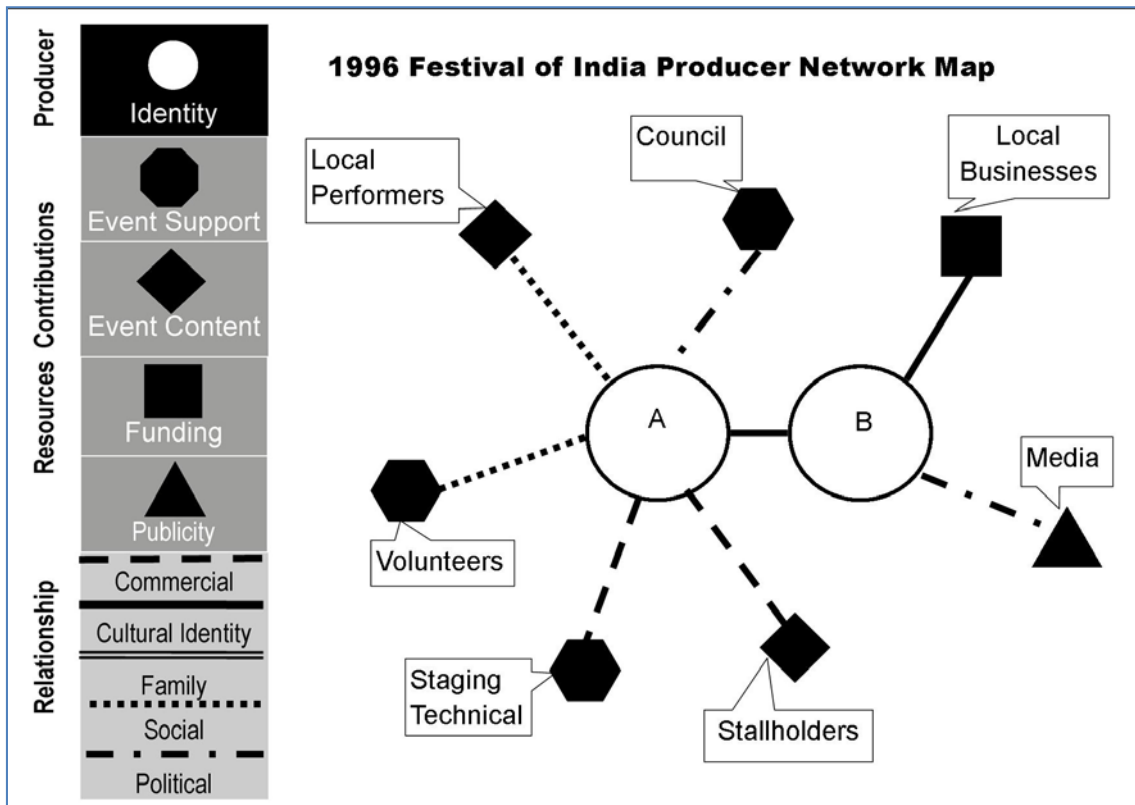 1996 Festival of India Producer Network Map
Producer
Identity
Resources Contributions
Event Support
Event Content
Funding
Publicity
Relationship
Commercial
Cultural Identity
Family
Social
Political
Local
Performers
Council
Local
Businesses
A
B
Media
Volunteers
Staging
Technical
Stallholders